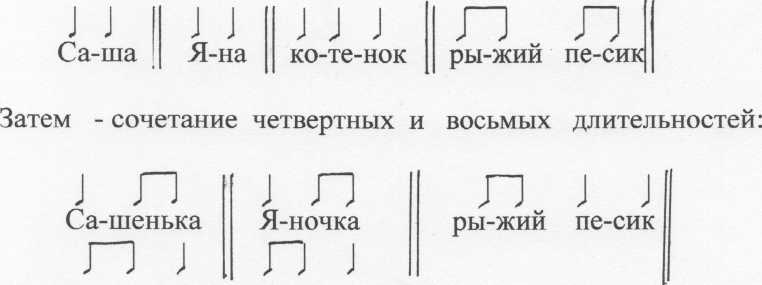 Са-ша Я-на ко-те-нок ры-жий пе-сик
Затем - сочетание четвертных и восьмых длительностей:
Са-шенька Я-ночка ры-жий пе-сик